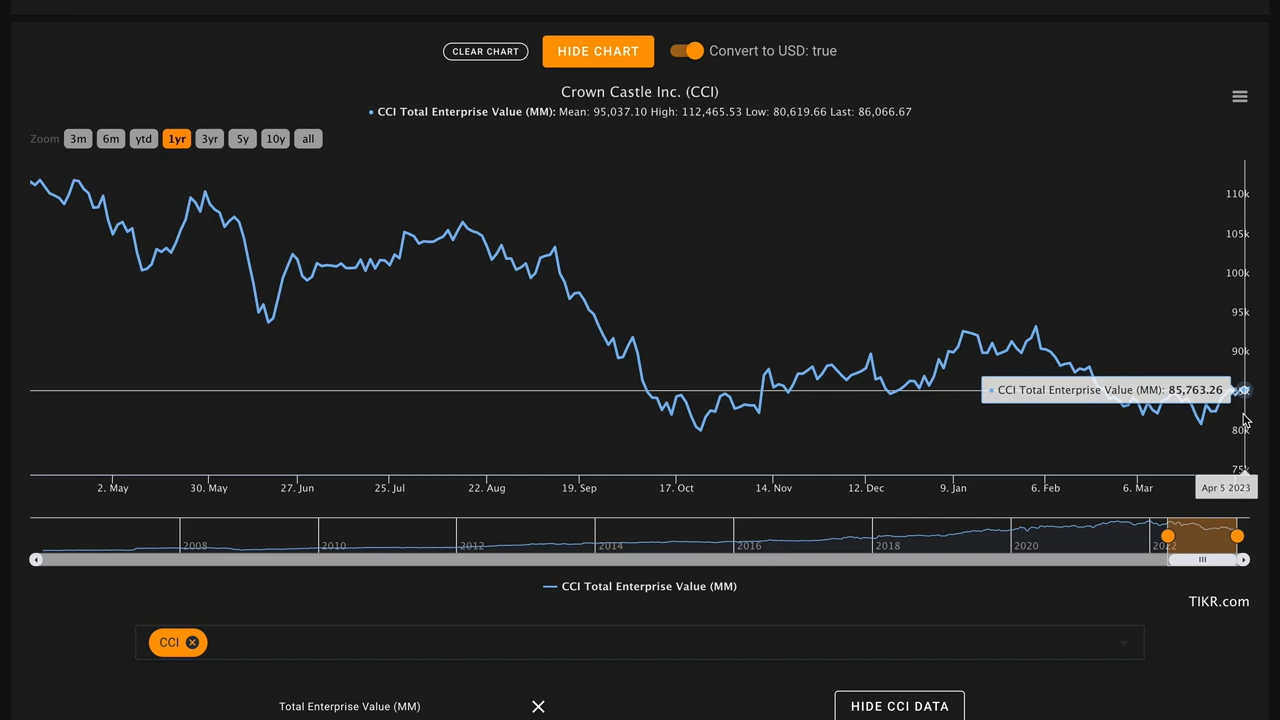 CLEAR CHART
HIDE CHART
Convert to USD: true
Crown Castle Inc. (CCI)
CCI Total Enterprise Value (MM): Mean: 95,037.10 High: 112,465.53 Low: 80,619.66 Last: 86,066.67
Zoom 3m 6m ytd 1yr 3yr 5y 10y all
110k
105k
100k
95k
90k
CCI Total Enterprise Value (MM): 85,763.26
80k
75k
2. May 30. May 27. Jun 25. Jul 22. Aug 19. Sep 17. Oct 14. Nov 12. Dec 9. Jan 6. Feb 6. Mar Apr 5 2023
2008 2010 2012 2014 2016 2018 2020 2022
CCI Total Enterprise Value (MM)
TIKR.com
CCI
Total Enterprise Value (MM)
HIDE CCI DATA